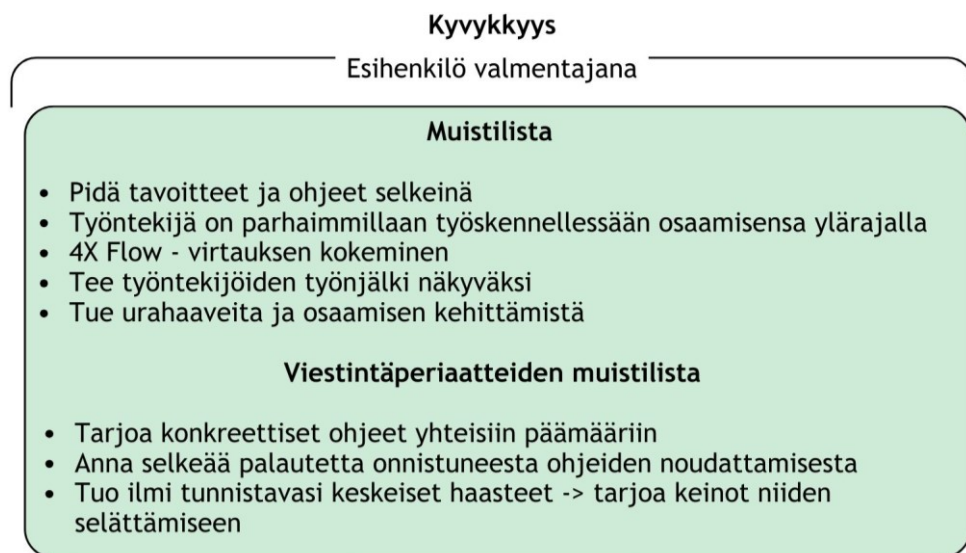 Kyvykkyys
Esihenkilö valmentajana
Muistilista
• Pidä tavoitteet ja ohjeet selkeinä
• Työntekijä on parhaimmillaan työskennellessään osaamisensa ylärajalla
• 4X Flow - virtauksen kokeminen
• Tee työntekijöiden työnjälki näkyväksi
• Tue urahaaveita ja osaamisen kehittämistä
Viestintäperiaatteiden muistilista
• Tarjoa konkreettiset ohjeet yhteisiin päämääriin
• Anna selkeää palautetta onnistuneesta ohjeiden noudattamisesta
• Tuo ilmi tunnistavasi keskeiset haasteet -> tarjoa keinot niiden
selättämiseen